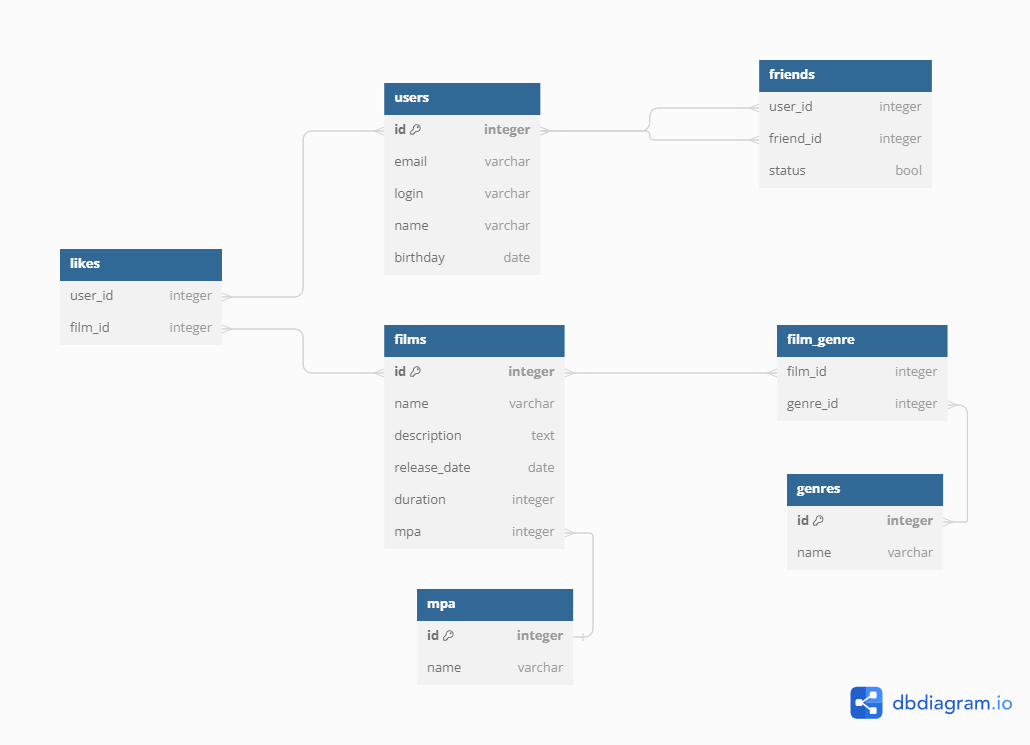 friends
user_id integer
friend_id integer
status bool
users
id integer
email varchar
login varchar
name varchar
birthday date
likes
user_id integer
film_id integer
films
id integer
name varchar
description text
release_date date
duration integer
mpa integer
film_genre
film_id integer
genre_id integer
genres
id integer
name varchar
mpa
id integer
name varchar
dbdiagram.io